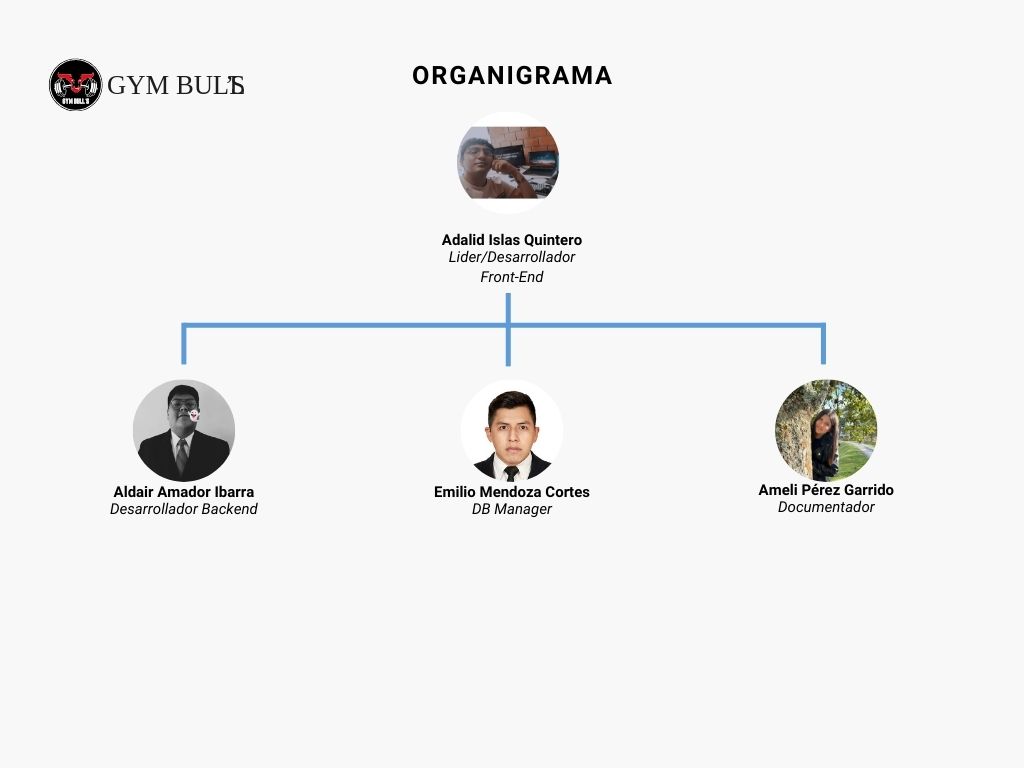 GYM BULL'S
GYM BULL'S
ORGANIGRAMA
Adalid Islas Quintero
Lider/Desarrollador
Front-End
Aldair Amador Ibarra
Desarrollador Backend
Emilio Mendoza Cortes
DB Manager
Ameli Pérez Garrido
Documentador